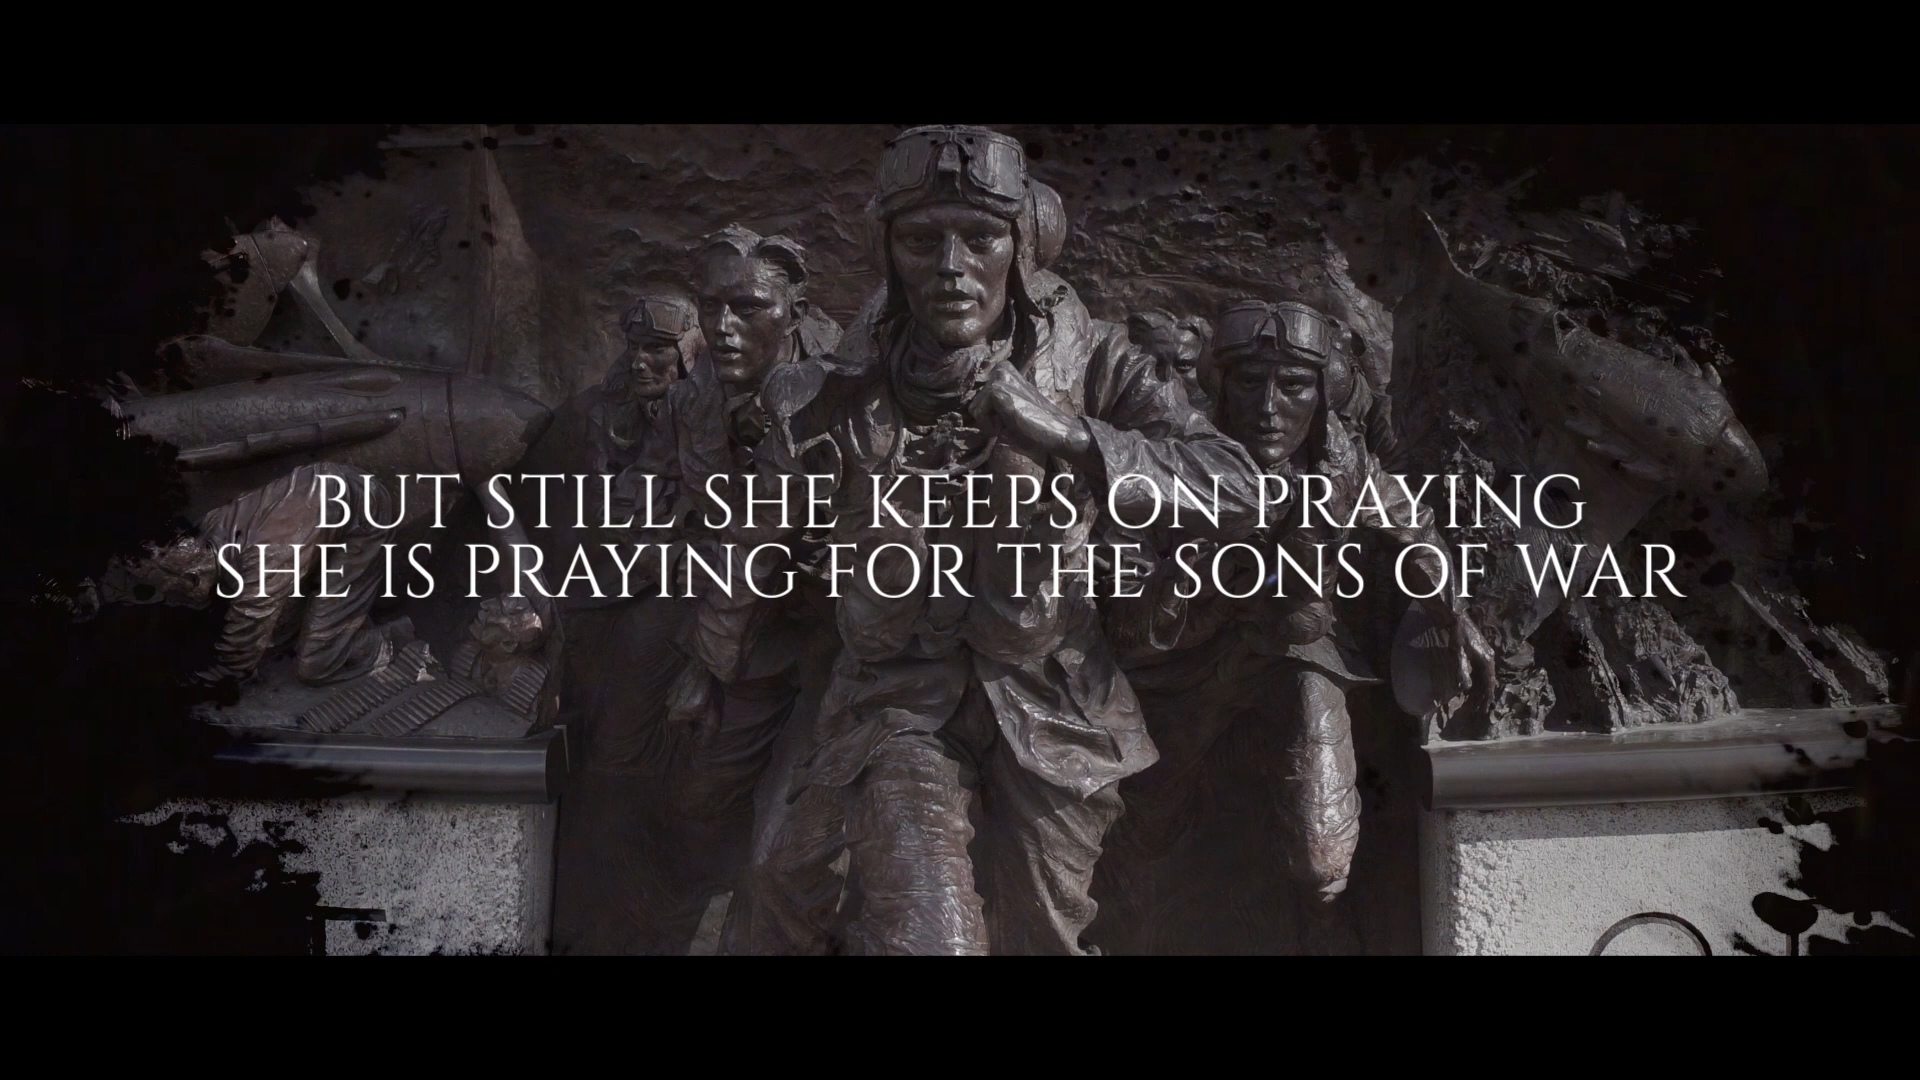 BUT STILL SHE KEEPS ON PRAYING
SHE IS PRAYING FOR THE SONS OF WAR